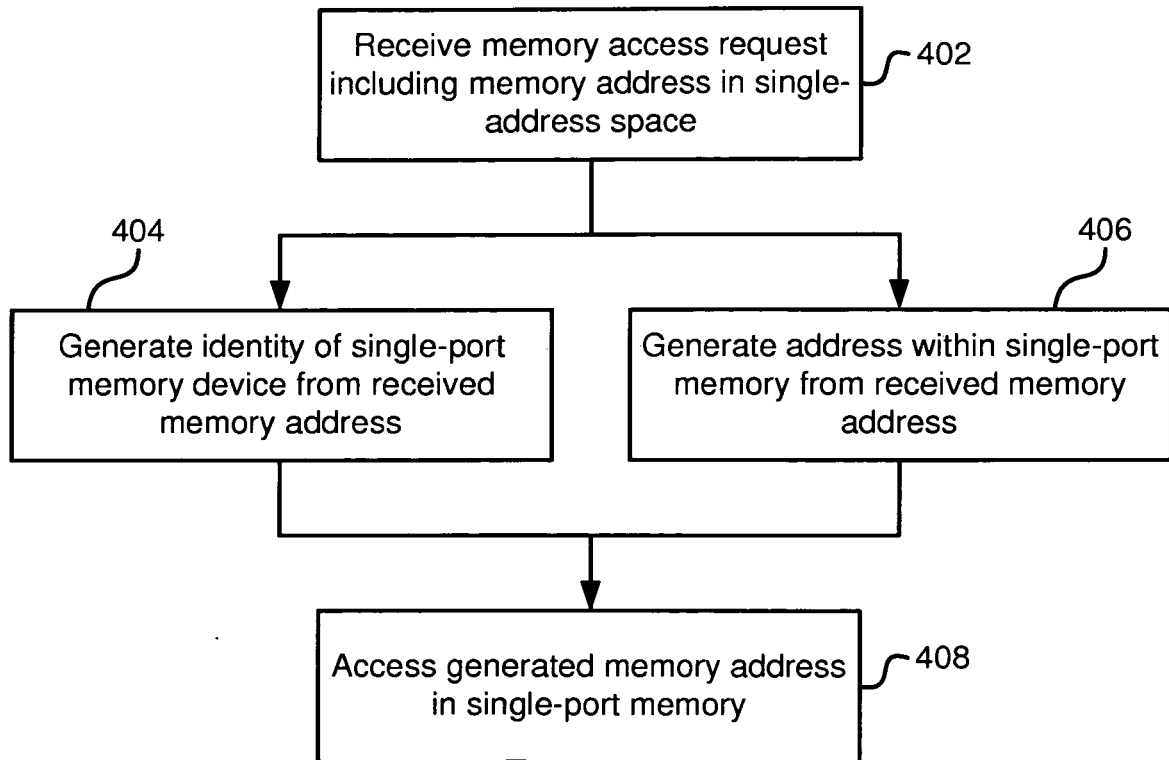 Receive memory access request
including memory address in single-
address space
402
404
406
Generate identity of single-port
memory device from received
memory address
Generate address within single-port
memory from received memory
address
Access generated memory address
in single-port memory
408